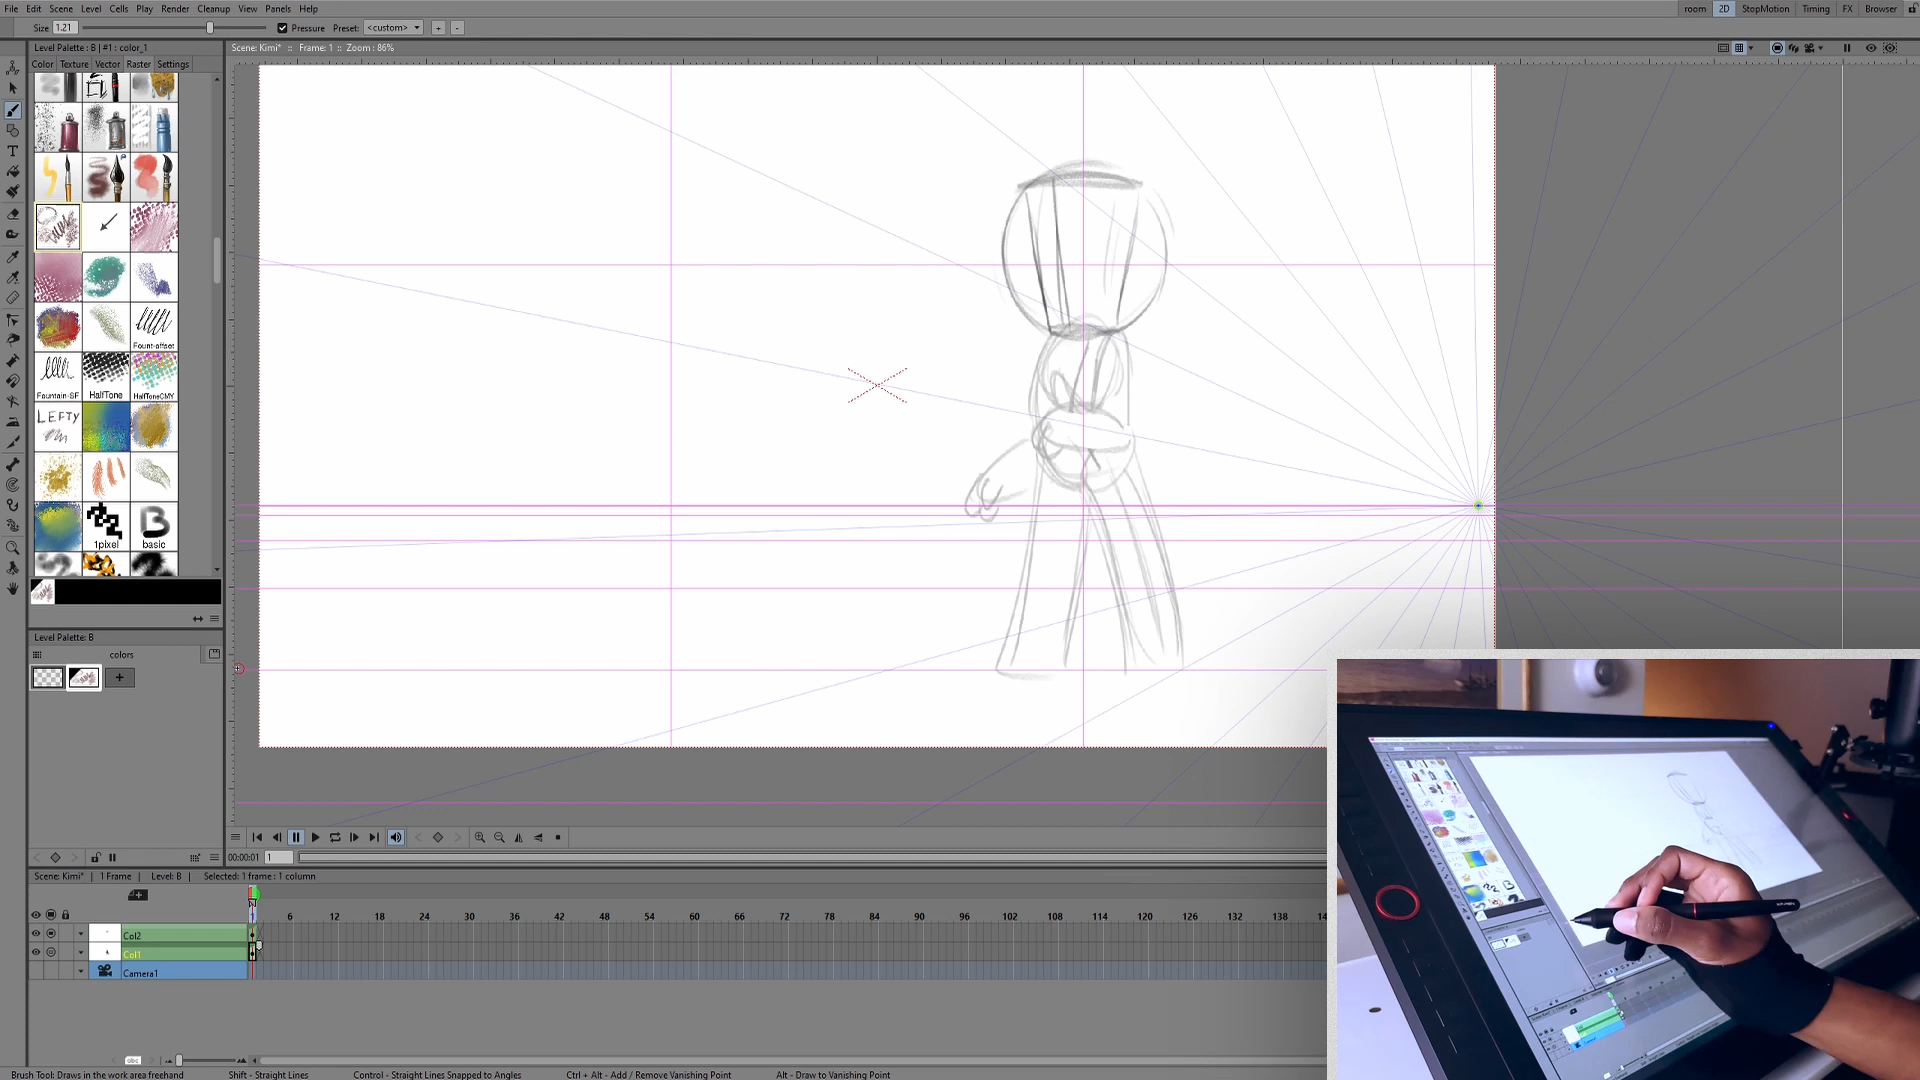 File Edit Scene Level Cells Play Render Cleanup View Panels Help
room 2D StopMotion Timing FX Browser
Size 1.21 Pressure Preset: <custom> + -
Level Palette : B | #1 : color_1
Scene: Kimi* :: Frame: 1 :: Zoom : 86%
Color Texture Vector Raster Settings
Fount-offset
Fountain-SF HalfTone HalfToneCMY
LEFTY
1pixel basic
Level Palette: B
colors
00:00:01 1
Scene: Kimi* | 1 Frame | Level: B | Selected: 1 frame : 1 column
6 12 18 24 30 36 42 48 54 60 66 72 78 84 90 96 102 108 114 120 126 132 138
Col2
Col1
Camera1
abc
Brush Tool: Draws in the work area freehand Shift - Straight Lines Control - Straight Lines Snapped to Angles Ctrl + Alt - Add / Remove Vanishing Point Alt - Draw to Vanishing Point